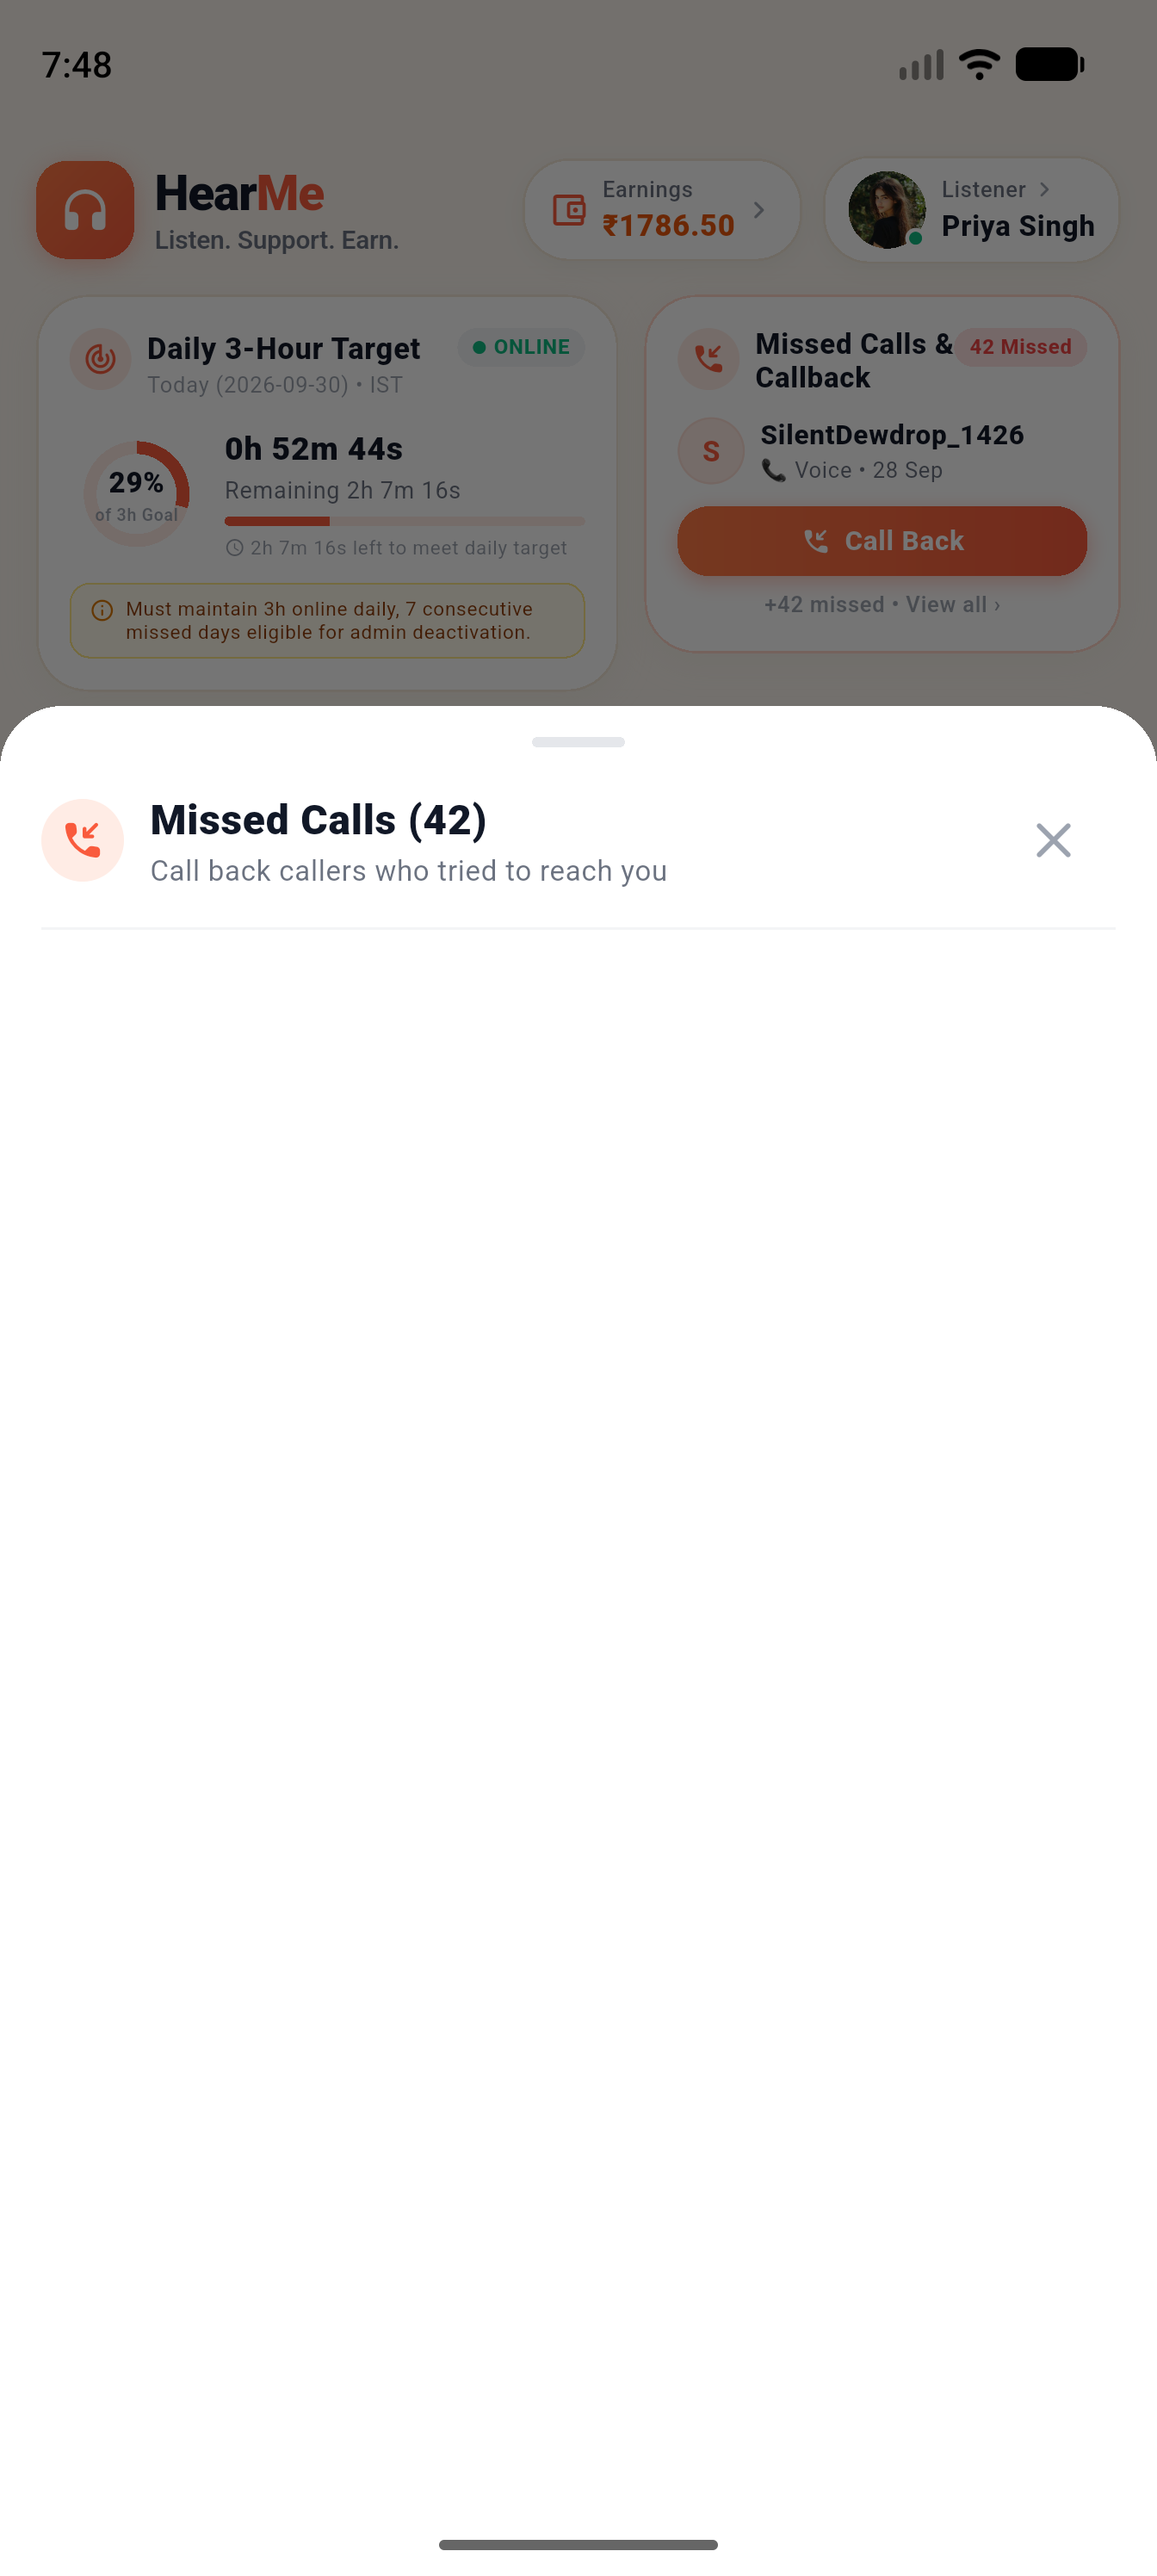 7:48
HearMe
Listen. Support. Earn.
Earnings
₹1786.50
Listener
Priya Singh
Daily 3-Hour Target
ONLINE
Today (2026-09-30) • IST
29%
of 3h Goal
0h 52m 44s
Remaining 2h 7m 16s
2h 7m 16s left to meet daily target
Must maintain 3h online daily, 7 consecutive
missed days eligible for admin deactivation.
Missed Calls &
Callback
42 Missed
S
SilentDewdrop_1426
Voice • 28 Sep
Call Back
+42 missed • View all ›
Missed Calls (42)
Call back callers who tried to reach you